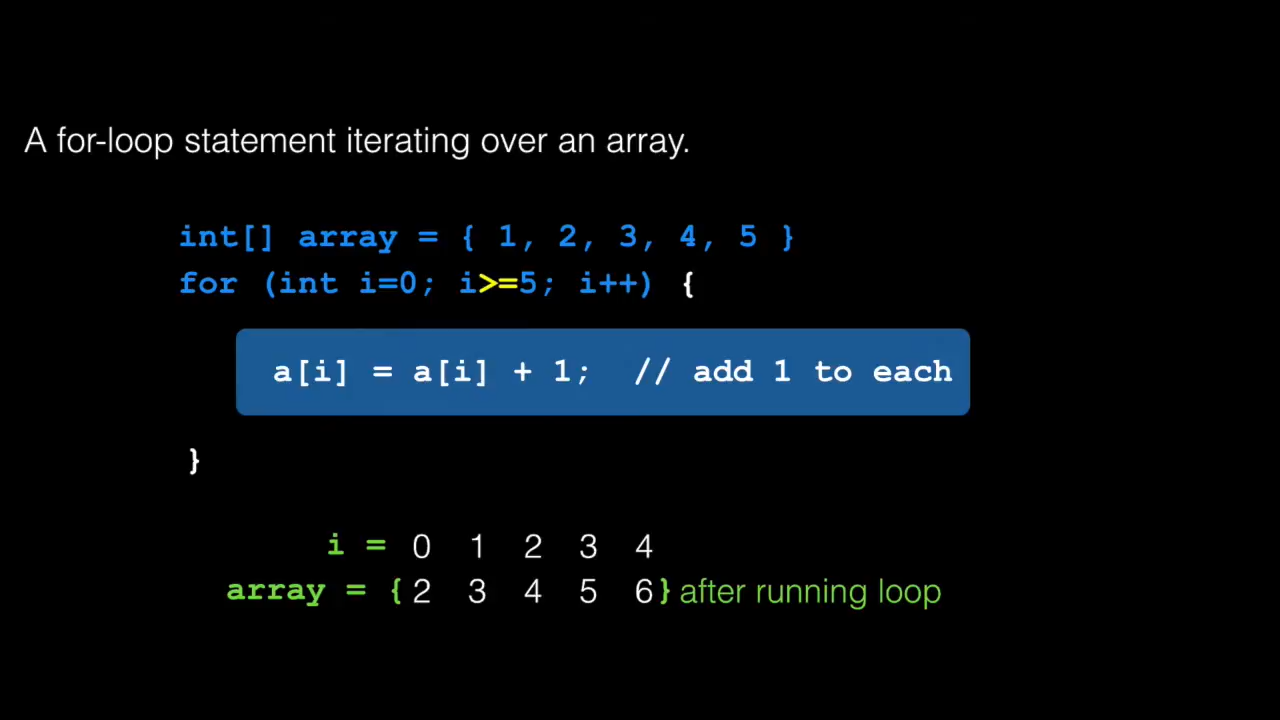 A for-loop statement iterating over an array.
int[] array = { 1, 2, 3, 4, 5 }
for (int i=0; i>=5; i++) {
a[i] = a[i] + 1; // add 1 to each
}
i = 0 1 2 3 4
array = { 2 3 4 5 6 } after running loop